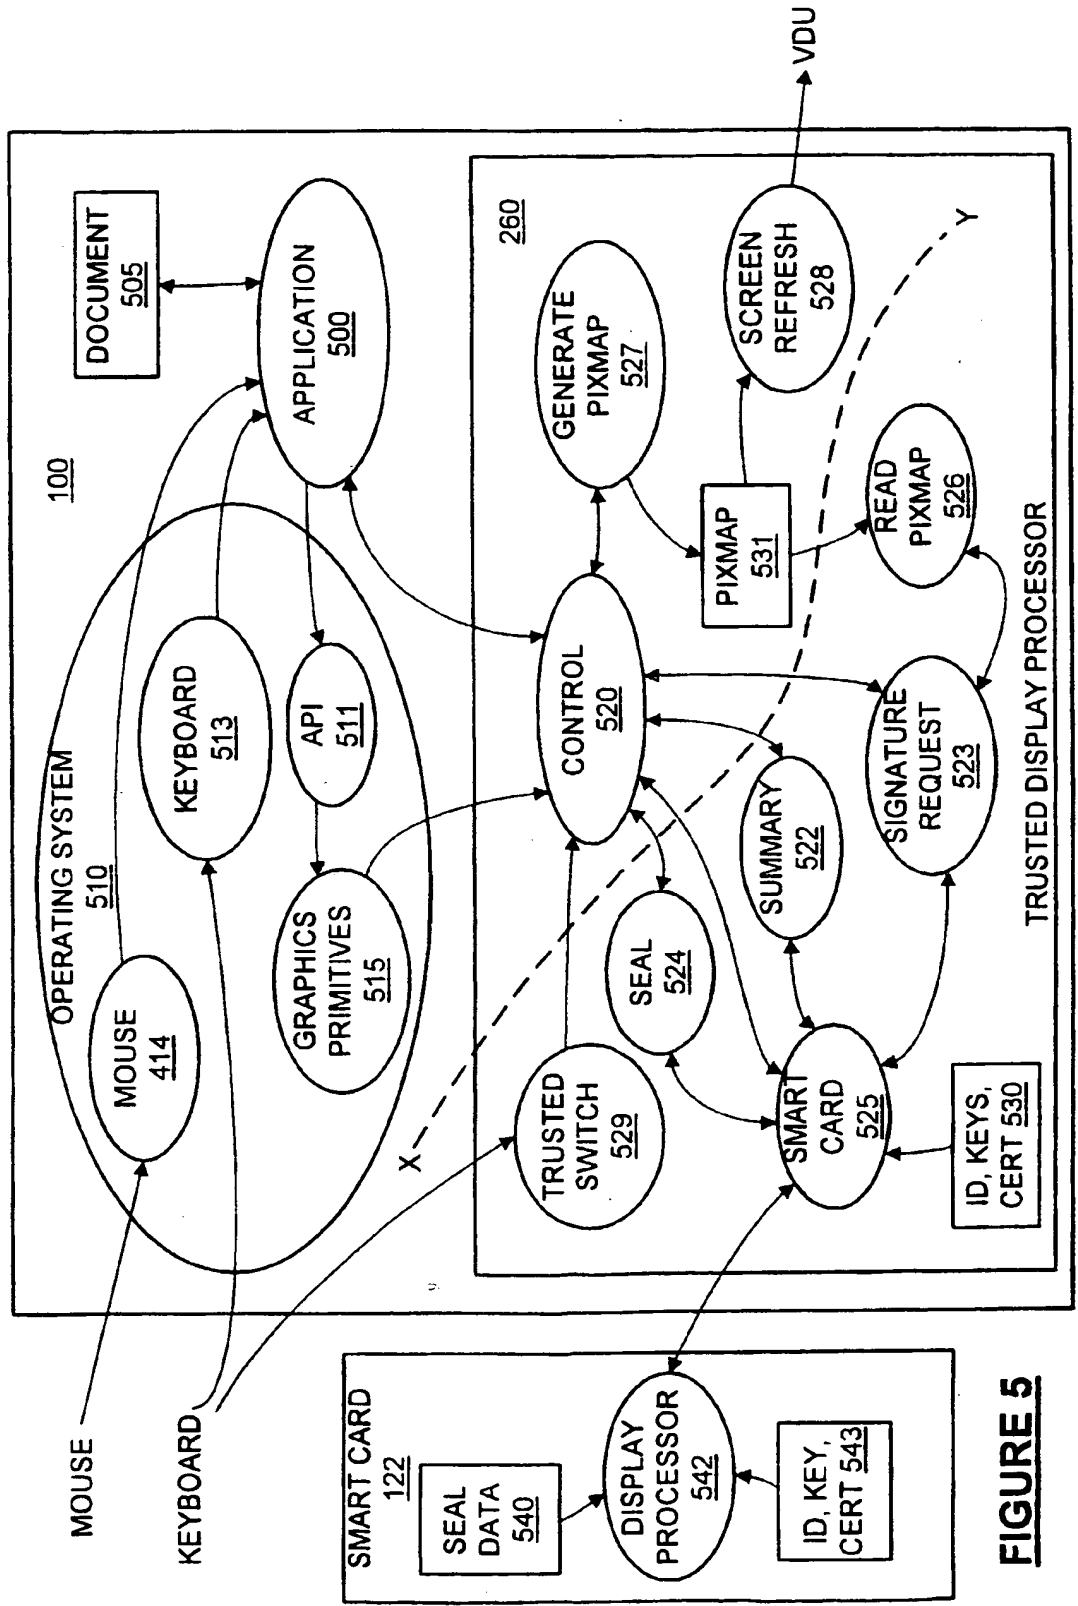 MOUSE
KEYBOARD
100
OPERATING SYSTEM
510
MOUSE
414
KEYBOARD
513
API
511
GRAPHICS
PRIMITIVES
515
DOCUMENT
505
APPLICATION
500
X
260
TRUSTED
SWITCH
529
CONTROL
520
GENERATE
PIXMAP
527
SEAL
524
PIXMAP
531
SCREEN
REFRESH
528
VDU
SUMMARY
522
SMART
CARD
525
SIGNATURE
REQUEST
523
READ
PIXMAP
526
Y
ID, KEYS,
CERT 530
TRUSTED DISPLAY PROCESSOR
SMART CARD
122
SEAL
DATA
540
DISPLAY
PROCESSOR
542
ID, KEY,
CERT 543
FIGURE 5